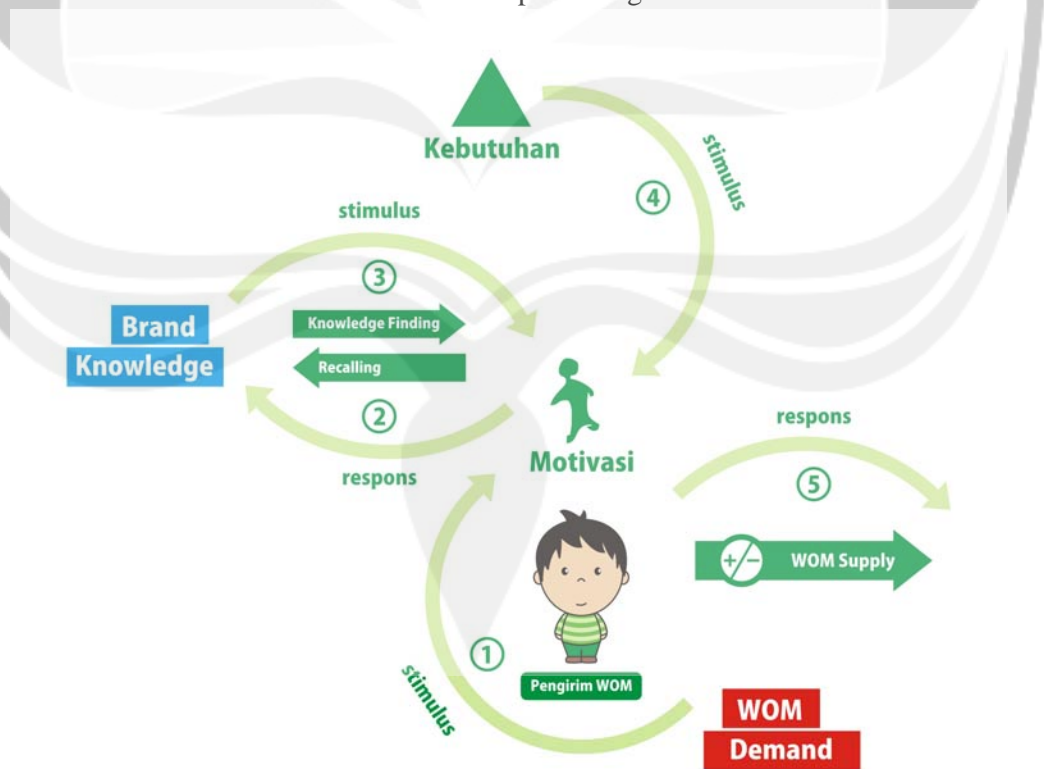 Kebutuhan
stimulus
4
stimulus
3
Brand
Knowledge
Knowledge Finding
Recalling
2
respons
Motivasi
respons
5
+/-
WOM Supply
1
stimulus
Pengirim WOM
WOM
Demand